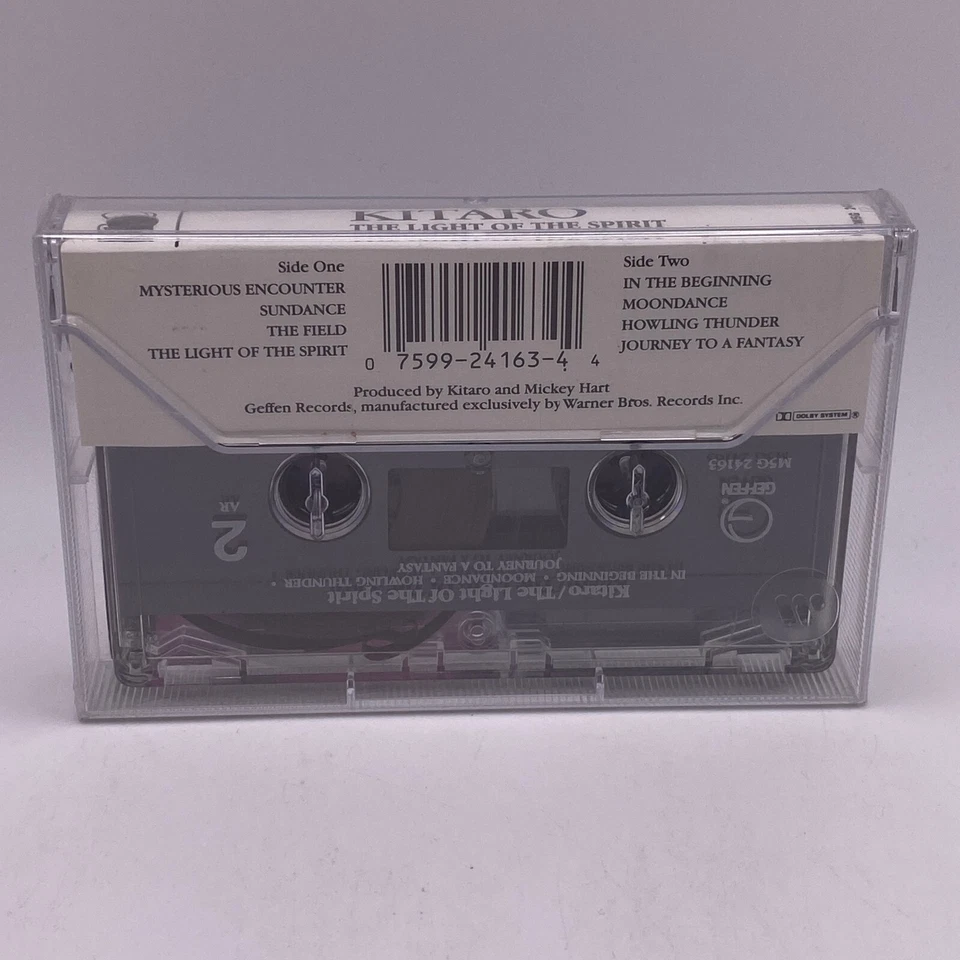 KITARO
THE LIGHT OF THE SPIRIT
Side One
MYSTERIOUS ENCOUNTER
SUNDANCE
THE FIELD
THE LIGHT OF THE SPIRIT
0 7599-24163-4 4
Side Two
IN THE BEGINNING
MOONDANCE
HOWLING THUNDER
JOURNEY TO A FANTASY
Produced by Kitaro and Mickey Hart
Geffen Records, manufactured exclusively by Warner Bros. Records Inc.
DOLBY SYSTEM ®
Kitaro/The Light Of The Spirit
IN THE BEGINNING • MOONDANCE • HOWLING THUNDER •
JOURNEY TO A FANTASY
GEFFEN
M5G 24163
2
AR